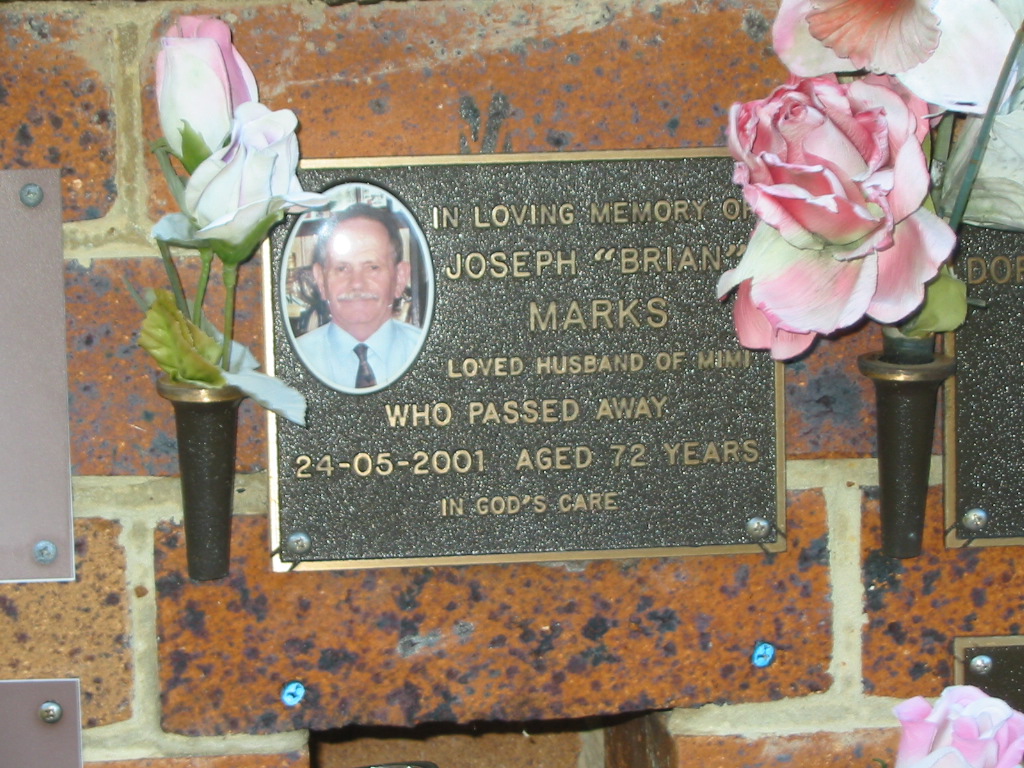 IN LOVING MEMORY OF
JOSEPH "BRIAN"
MARKS
LOVED HUSBAND OF MIMI
WHO PASSED AWAY
24-05-2001 AGED 72 YEARS
IN GOD'S CARE